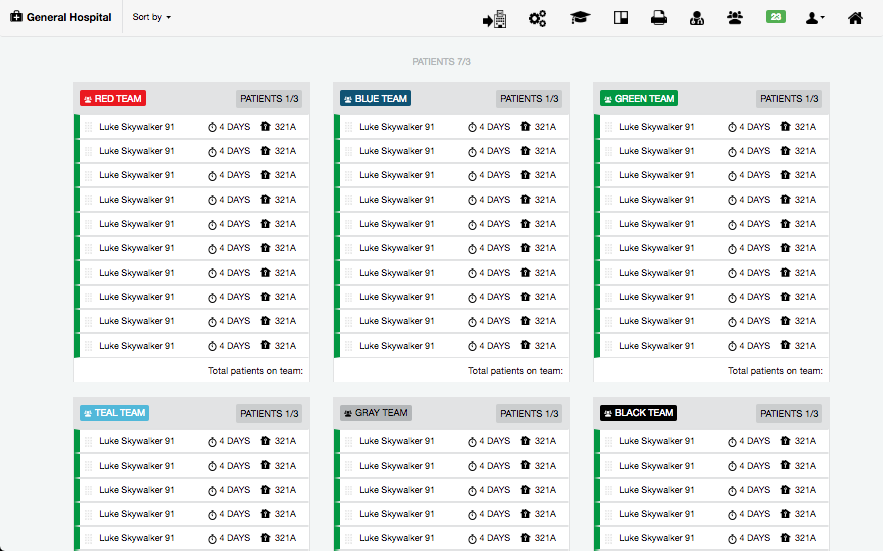 General Hospital Sort by 23
PATIENTS 7/3
RED TEAM PATIENTS 1/3
Luke Skywalker 91 4 DAYS 321A
Luke Skywalker 91 4 DAYS 321A
Luke Skywalker 91 4 DAYS 321A
Luke Skywalker 91 4 DAYS 321A
Luke Skywalker 91 4 DAYS 321A
Luke Skywalker 91 4 DAYS 321A
Luke Skywalker 91 4 DAYS 321A
Luke Skywalker 91 4 DAYS 321A
Luke Skywalker 91 4 DAYS 321A
Luke Skywalker 91 4 DAYS 321A
Total patients on team:
BLUE TEAM PATIENTS 1/3
Luke Skywalker 91 4 DAYS 321A
Luke Skywalker 91 4 DAYS 321A
Luke Skywalker 91 4 DAYS 321A
Luke Skywalker 91 4 DAYS 321A
Luke Skywalker 91 4 DAYS 321A
Luke Skywalker 91 4 DAYS 321A
Luke Skywalker 91 4 DAYS 321A
Luke Skywalker 91 4 DAYS 321A
Luke Skywalker 91 4 DAYS 321A
Luke Skywalker 91 4 DAYS 321A
Total patients on team:
GREEN TEAM PATIENTS 1/3
Luke Skywalker 91 4 DAYS 321A
Luke Skywalker 91 4 DAYS 321A
Luke Skywalker 91 4 DAYS 321A
Luke Skywalker 91 4 DAYS 321A
Luke Skywalker 91 4 DAYS 321A
Luke Skywalker 91 4 DAYS 321A
Luke Skywalker 91 4 DAYS 321A
Luke Skywalker 91 4 DAYS 321A
Luke Skywalker 91 4 DAYS 321A
Luke Skywalker 91 4 DAYS 321A
Total patients on team:
TEAL TEAM PATIENTS 1/3
Luke Skywalker 91 4 DAYS 321A
Luke Skywalker 91 4 DAYS 321A
Luke Skywalker 91 4 DAYS 321A
Luke Skywalker 91 4 DAYS 321A
Luke Skywalker 91 4 DAYS 321A
GRAY TEAM PATIENTS 1/3
Luke Skywalker 91 4 DAYS 321A
Luke Skywalker 91 4 DAYS 321A
Luke Skywalker 91 4 DAYS 321A
Luke Skywalker 91 4 DAYS 321A
Luke Skywalker 91 4 DAYS 321A
BLACK TEAM PATIENTS 1/3
Luke Skywalker 91 4 DAYS 321A
Luke Skywalker 91 4 DAYS 321A
Luke Skywalker 91 4 DAYS 321A
Luke Skywalker 91 4 DAYS 321A
Luke Skywalker 91 4 DAYS 321A